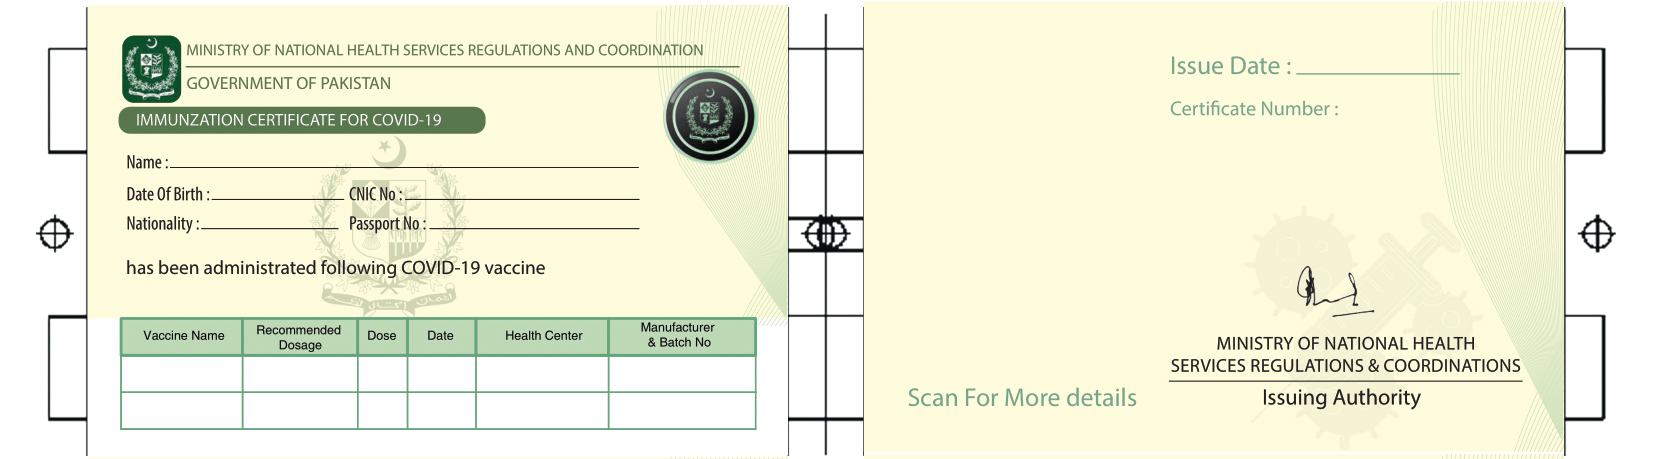 MINISTRY OF NATIONAL HEALTH SERVICES REGULATIONS AND COORDINATION
GOVERNMENT OF PAKISTAN
IMMUNZATION CERTIFICATE FOR COVID-19
Name :
Date Of Birth : CNIC No :
Nationality : Passport No :
has been administrated following COVID-19 vaccine
Vaccine Name Recommended Dosage Dose Date Health Center Manufacturer & Batch No
Issue Date :
Certificate Number :
MINISTRY OF NATIONAL HEALTH
SERVICES REGULATIONS & COORDINATIONS
Issuing Authority
Scan For More details